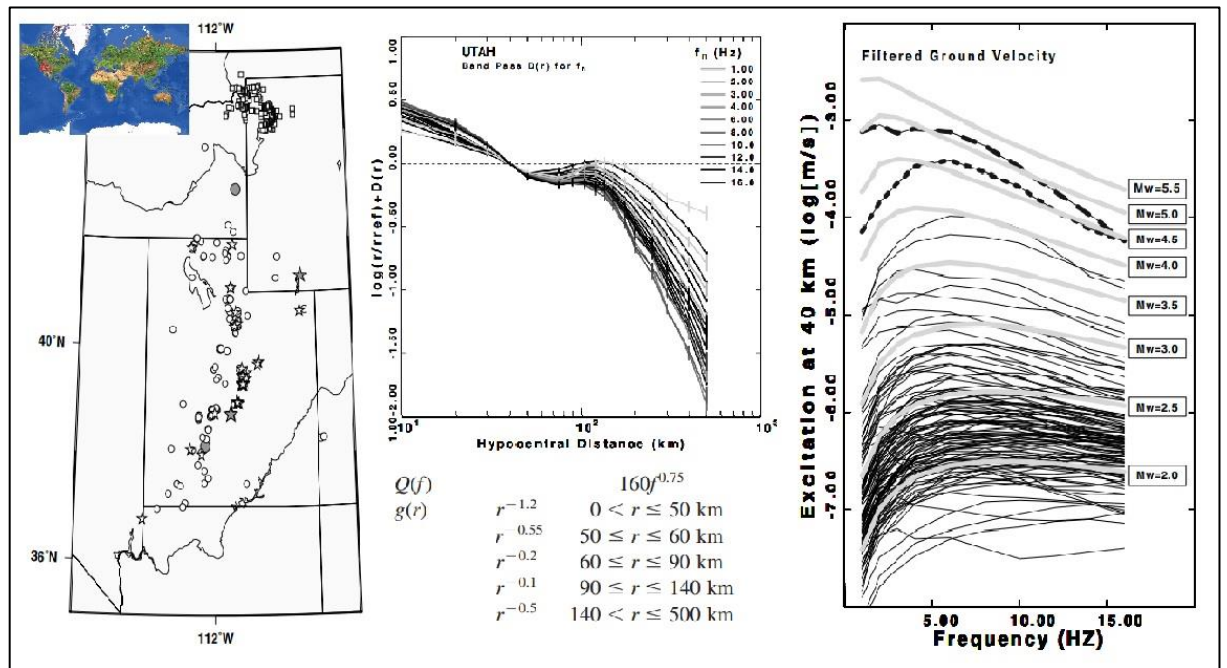 112˚W
40˚N
36˚N
112˚W
log(r/rref)+D(r)
1.00
0.50
0.00
-0.50
-1.00
-1.50
UTAH
Band Pass D(r) for fn
fn (Hz)
1.00
5.00
3.00
4.00
6.00
8.00
10.0
12.0
14.0
16.0
10²
Hypocentral Distance (km)
Q(f) 160f^0.75
g(r) r^−1.2 0 < r ≤ 50 km
r^−0.55 50 ≤ r ≤ 60 km
r^−0.2 60 ≤ r ≤ 90 km
r^−0.1 90 ≤ r ≤ 140 km
r^−0.5 140 < r ≤ 500 km
Excitation at 40 km (log[m/s])
-3.00
-4.00
-5.00
-6.00
-7.00
Filtered Ground Velocity
Mw=5.5
Mw=5.0
Mw=4.5
Mw=4.0
Mw=3.5
Mw=3.0
Mw=2.5
Mw=2.0
5.00 10.00 15.00
Frequency (HZ)